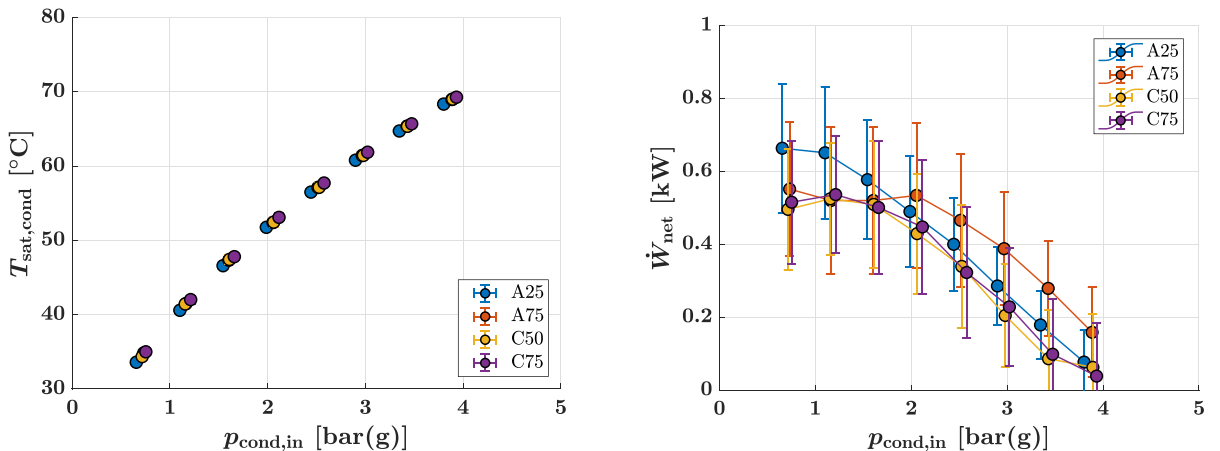 80
70
60
50
40
30
0
1
2
3
4
5
T_sat,cond [°C]
p_cond,in [bar(g)]
A25
A75
C50
C75
1
0.8
0.6
0.4
0.2
0
0
1
2
3
4
5
Ẇ_net [kW]
p_cond,in [bar(g)]
A25
A75
C50
C75